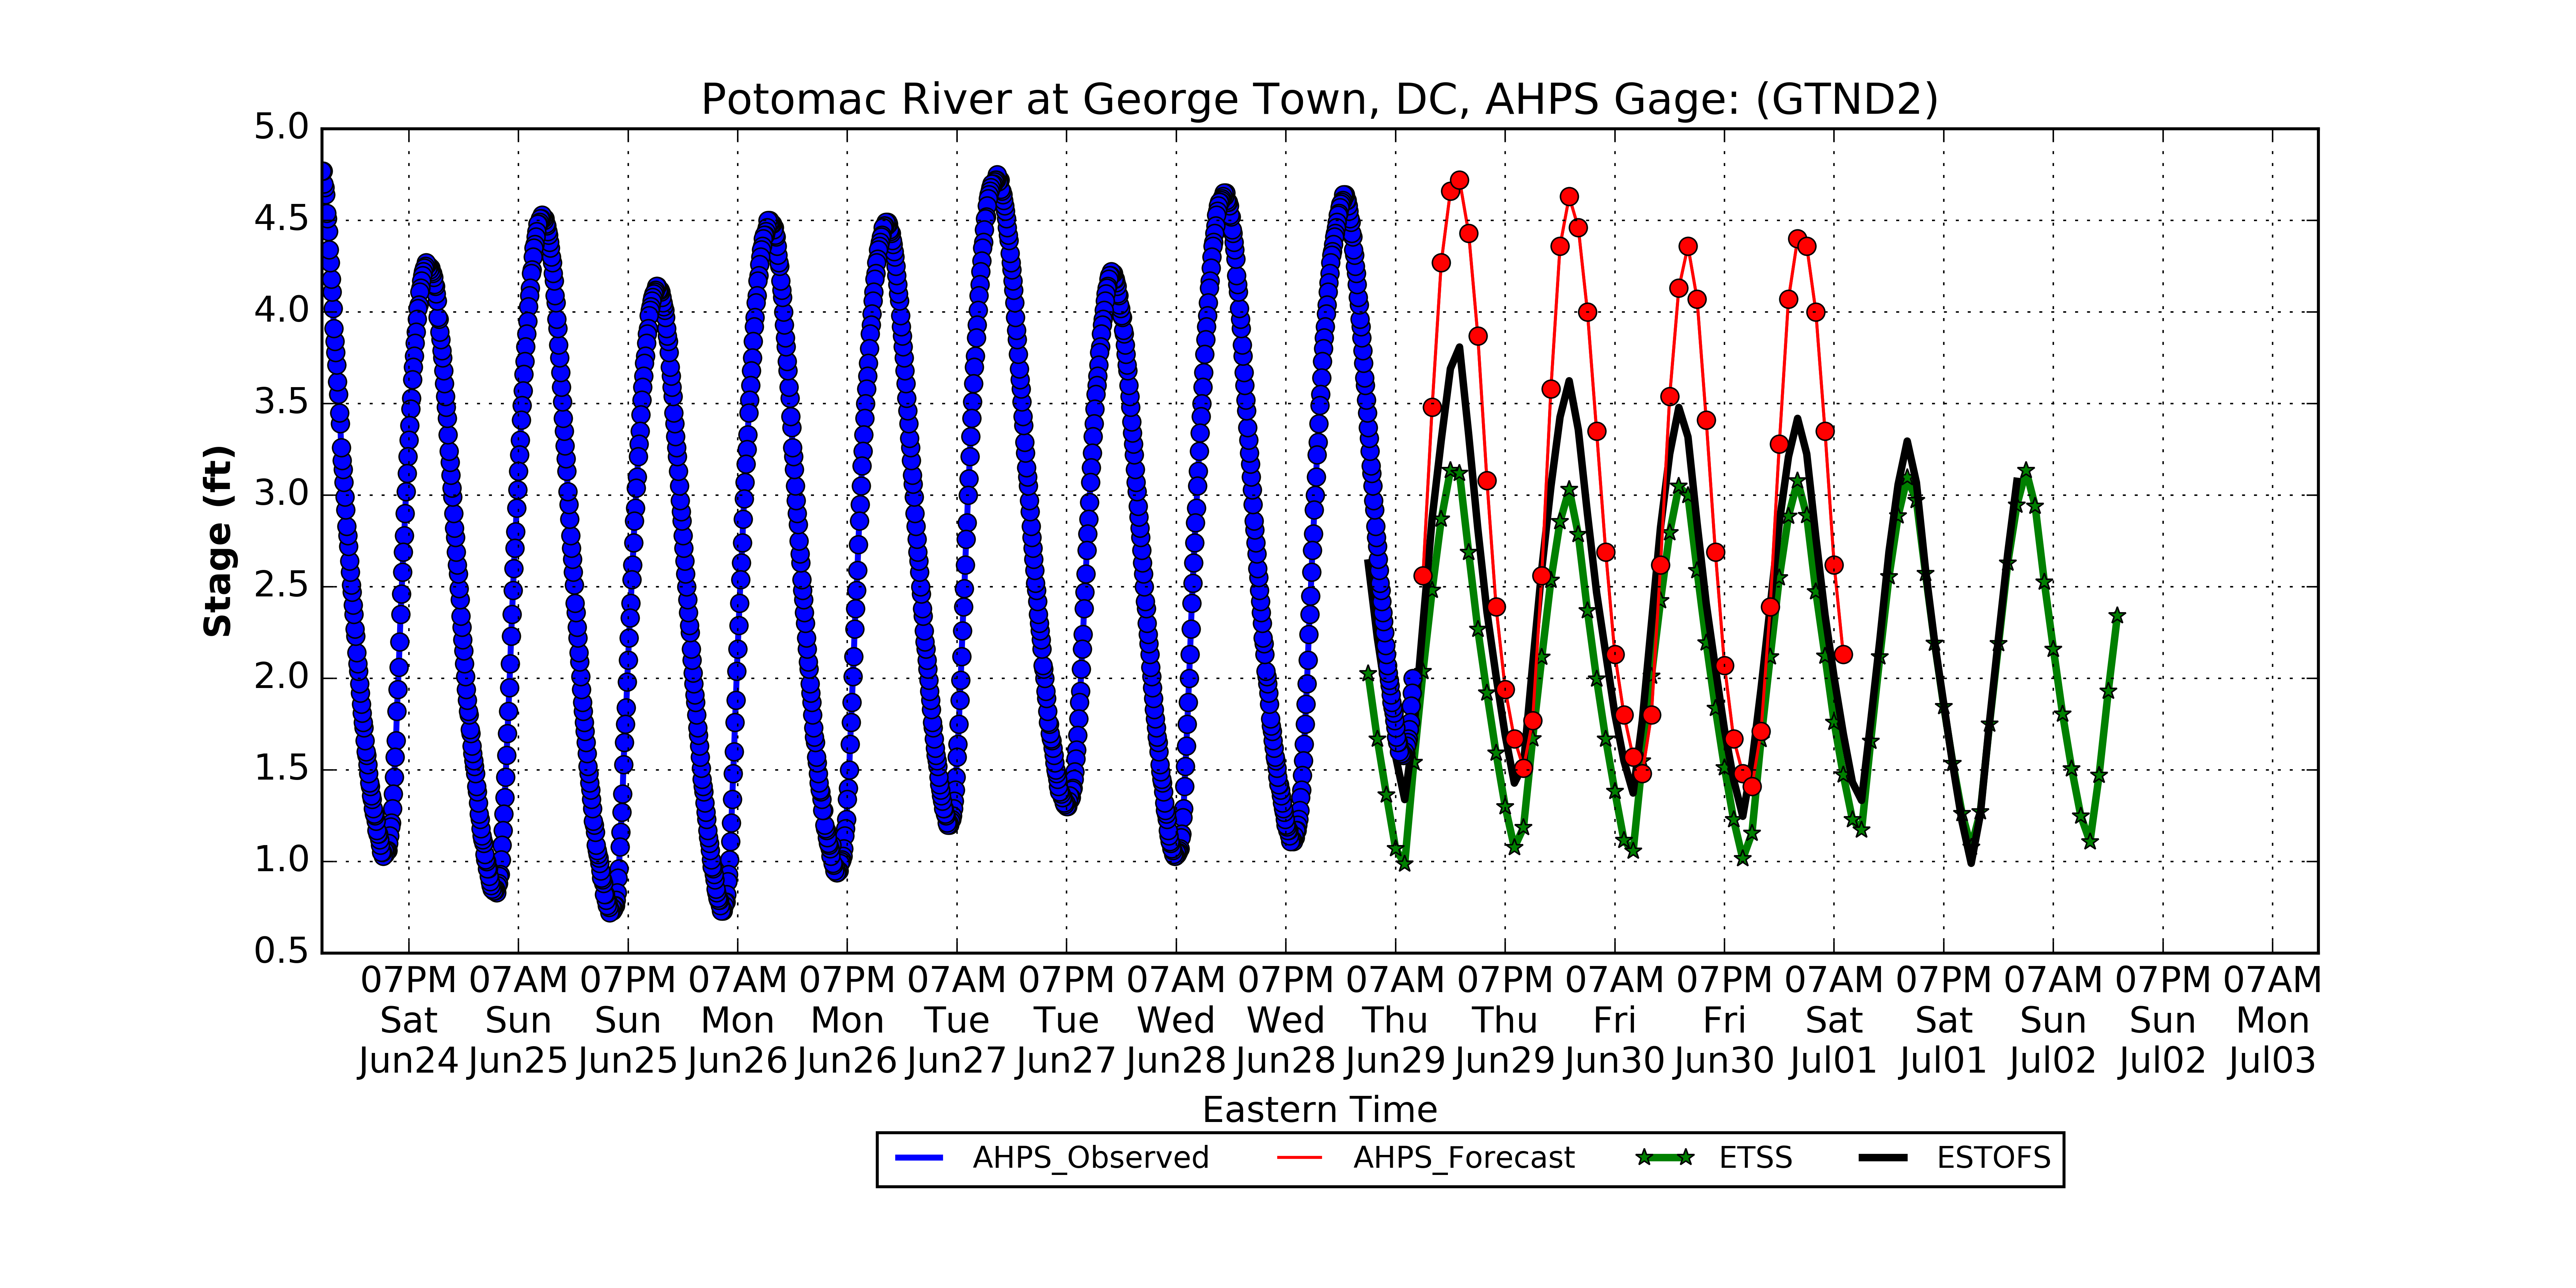 Potomac River at George Town, DC, AHPS Gage: (GTND2)
5.0
4.5
4.0
3.5
3.0
2.5
2.0
1.5
1.0
0.5
Stage (ft)
07PM 07AM 07PM 07AM 07PM 07AM 07PM 07AM 07PM 07AM 07PM 07AM 07PM 07AM 07PM 07AM 07PM 07AM
Sat Sun Sun Mon Mon Tue Tue Wed Wed Thu Thu Fri Fri Sat Sat Sun Sun Mon
Jun24 Jun25 Jun25 Jun26 Jun26 Jun27 Jun27 Jun28 Jun28 Jun29 Jun29 Jun30 Jun30 Jul01 Jul01 Jul02 Jul02 Jul03
Eastern Time
AHPS_Observed AHPS_Forecast ETSS ESTOFS